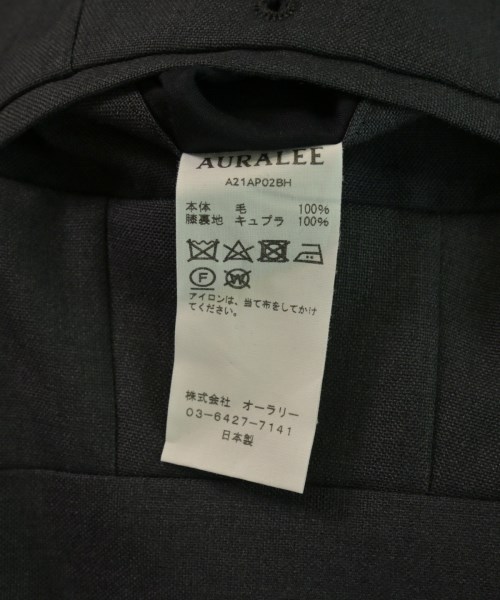 AURALEE
A21AP02BH
本体 毛 100%
膝裏地 キュプラ 100%
F W
アイロンは、当て布をしてかけ
てください。
株式会社 オーラリー
03-6427-7141
日本製